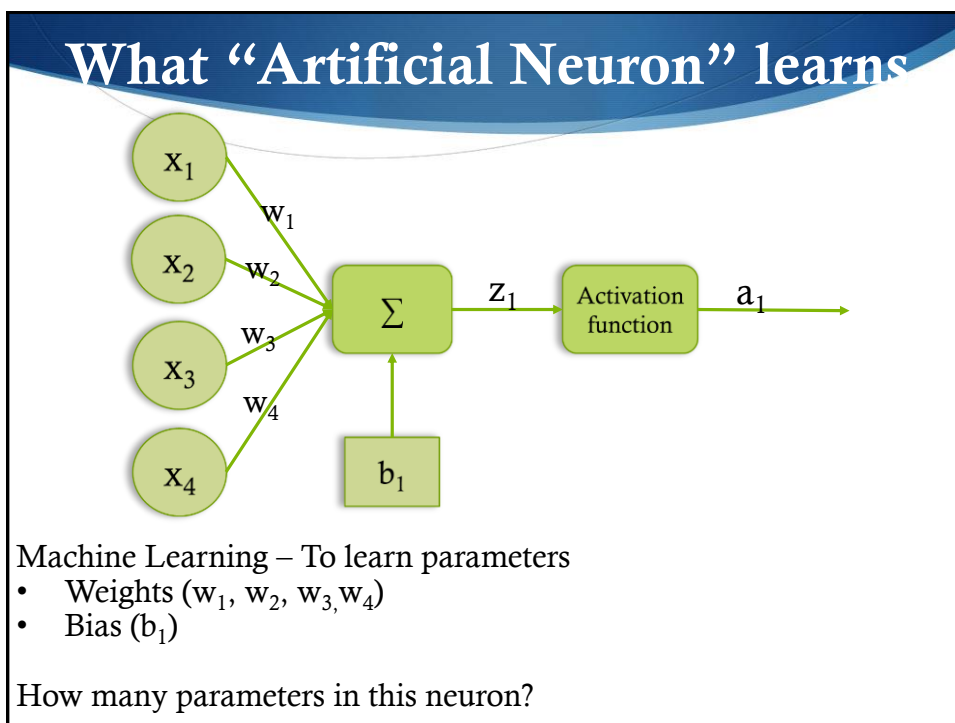 What “Artificial Neuron” learns
x₁
w₁
x₂
w₂
z₁
Activation
function
a₁
∑
w₃
x₃
w₄
x₄
b₁
Machine Learning – To learn parameters
• Weights (w₁, w₂, w₃,w₄)
• Bias (b₁)
How many parameters in this neuron?